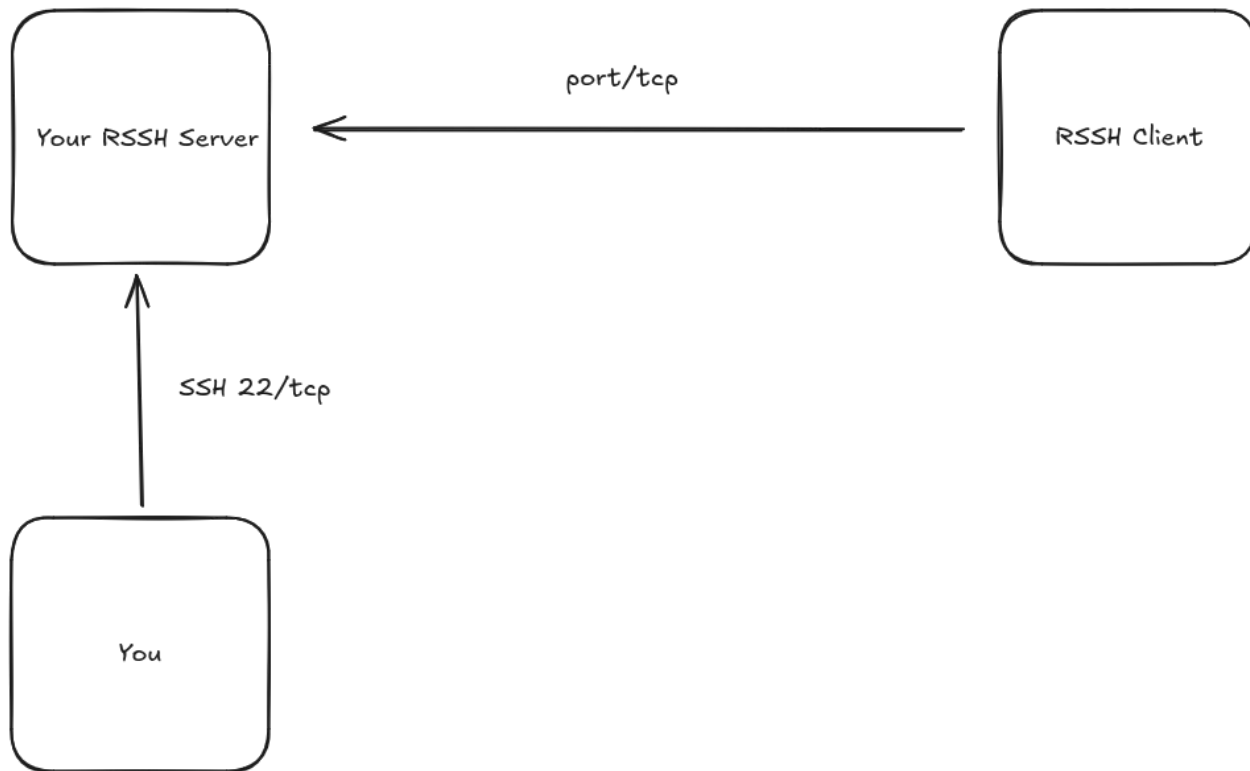 port/tcp
Your RSSH Server
RSSH Client
SSH 22/tcp
You